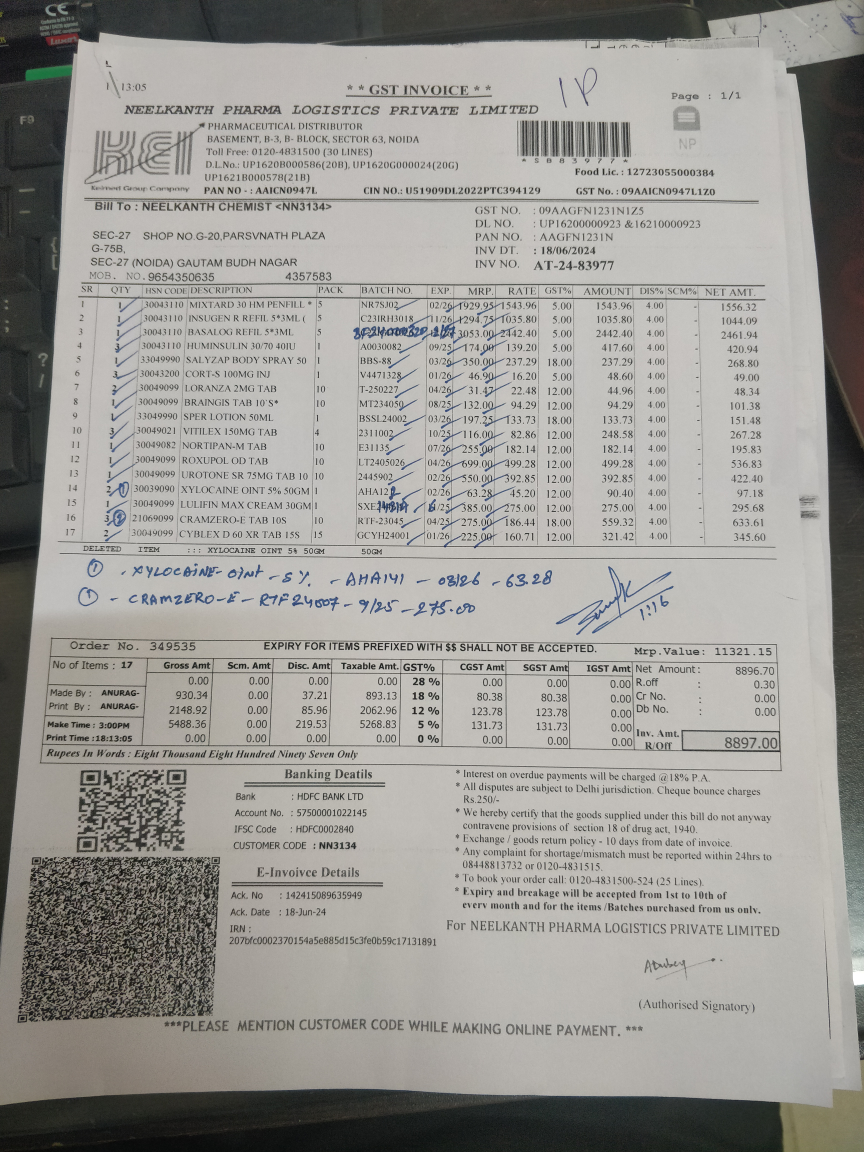 13:05
* * GST INVOICE * *
1P
Page : 1/1
NEELKANTH PHARMA LOGISTICS PRIVATE LIMITED
KEI
Keimed Group Company
PHARMACEUTICAL DISTRIBUTOR
BASEMENT, B-3, B- BLOCK, SECTOR 63, NOIDA
Toll Free: 0120-4831500 (30 LINES)
D.L.No.: UP1620B000586(20B), UP1620G000024(20G)
UP1621B000578(21B)
PAN NO - : AAICN0947L
CIN NO.: U51909DL2022PTC394129
* S B 8 3 9 7 7 *
NP
Food Lic. : 12723055000384
GST No. : 09AAICN0947L1Z0
Bill To : NEELKANTH CHEMIST <NN3134>
SEC-27 SHOP NO.G-20,PARSVNATH PLAZA
G-75B,
SEC-27 (NOIDA) GAUTAM BUDH NAGAR
MOB. NO. 9654350635 4357583
GST NO. : 09AAGFN1231N1Z5
DL NO. : UP16200000923 &16210000923
PAN NO. : AAGFN1231N
INV DT. : 18/06/2024
INV NO. AT-24-83977
SR QTY HSN CODE DESCRIPTION PACK BATCH NO. EXP. MRP. RATE GST% AMOUNT DIS% SCM% NET AMT.
1 1 30043110 MIXTARD 30 HM PENFILL * 5 NR7SJ02 02/26 1929.95 1543.96 5.00 1543.96 4.00 - 1556.32
2 1 30043110 INSUGEN R REFIL 5*3ML ( 5 C23IRH3018 11/26 1294.75 1035.80 5.00 1035.80 4.00 - 1044.09
3 1 30043110 BASALOG REFIL 5*3ML 5 3053.00 2442.40 5.00 2442.40 4.00 - 2461.94
4 3 30043110 HUMINSULIN 30/70 40IU 1 A0030082 09/25 174.00 139.20 5.00 417.60 4.00 - 420.94
5 1 33049990 SALYZAP BODY SPRAY 50 1 BBS-88 03/26 350.00 237.29 18.00 237.29 4.00 - 268.80
6 3 30043200 CORT-S 100MG INJ 1 V4471328 01/26 46.90 16.20 5.00 48.60 4.00 - 49.00
7 2 30049099 LORANZA 2MG TAB 10 T-250227 04/26 31.47 22.48 12.00 44.96 4.00 - 48.34
8 1 30049099 BRAINGIS TAB 10`S* 10 MT234050 08/25 132.00 94.29 12.00 94.29 4.00 - 101.38
9 1 33049990 SPER LOTION 50ML 1 BSSL24002 03/26 197.25 133.73 18.00 133.73 4.00 - 151.48
10 3 30049021 VITILEX 150MG TAB 4 2311002 10/25 116.00 82.86 12.00 248.58 4.00 - 267.28
11 1 30049082 NORTIPAN-M TAB 10 E31135 07/26 255.00 182.14 12.00 182.14 4.00 - 195.83
12 1 30049099 ROXUPOL OD TAB 10 LT2405026 04/26 699.00 499.28 12.00 499.28 4.00 - 536.83
13 1 30049099 UROTONE SR 75MG TAB 10 10 2445902 02/26 550.00 392.85 12.00 392.85 4.00 - 422.40
14 2 1 30039090 XYLOCAINE OINT 5% 50GM 1 02/26 63.28 45.20 12.00 90.40 4.00 - 97.18
15 1 30049099 LULIFIN MAX CREAM 30GM 1 385.00 275.00 12.00 275.00 4.00 - 295.68
16 3 2 21069099 CRAMZERO-E TAB 10S 10 RTF-23045 04/25 275.00 186.44 18.00 559.32 4.00 - 633.61
17 2 30049099 CYBLEX D 60 XR TAB 15S 15 GCYH24001 01/26 225.00 160.71 12.00 321.42 4.00 - 345.60
DELETED ITEM ::: XYLOCAINE OINT 5% 50GM 50GM
1 - XYLOCAINE-OINT - 5% - AHA141 - 08/26 - 63.28
1 - CRAMZERO-E - RTF24007 - 9/25 - 275.00
Order No. 349535
EXPIRY FOR ITEMS PREFIXED WITH $$ SHALL NOT BE ACCEPTED.
Mrp.Value: 11321.15
No of Items : 17 Gross Amt Scm. Amt Disc. Amt Taxable Amt. GST% CGST Amt SGST Amt IGST Amt Net Amount: 8896.70
0.00 0.00 0.00 0.00 28 % 0.00 0.00 0.00 R.off : 0.30
Made By : ANURAG- 930.34 0.00 37.21 893.13 18 % 80.38 80.38 0.00 Cr No. : 0.00
Print By : ANURAG- 2148.92 0.00 85.96 2062.96 12 % 123.78 123.78 0.00 Db No. : 0.00
Make Time : 3:00PM 5488.36 0.00 219.53 5268.83 5 % 131.73 131.73 0.00
Print Time :18:13:05 0.00 0.00 0.00 0.00 0 % 0.00 0.00 0.00 Inv. Amt. R/Off 8897.00
Rupees In Words : Eight Thousand Eight Hundred Ninety Seven Only
Banking Deatils
Bank : HDFC BANK LTD
Account No. : 57500001022145
IFSC Code : HDFC0002840
CUSTOMER CODE : NN3134
E-Invoivce Details
Ack. No : 142415089635949
Ack. Date : 18-Jun-24
IRN :
207bfc0002370154a5e885d15c3fe0b59c17131891
* Interest on overdue payments will be charged @18% P.A.
* All disputes are subject to Delhi jurisdiction. Cheque bounce charges
Rs.250/-
* We hereby certify that the goods supplied under this bill do not anyway
contravene provisions of section 18 of drug act, 1940.
* Exchange / goods return policy - 10 days from date of invoice.
* Any complaint for shortage/mismatch must be reported within 24hrs to
08448813732 or 0120-4831515.
* To book your order call: 0120-4831500-524 (25 Lines).
* Expiry and breakage will be accepted from 1st to 10th of
every month and for the items /Batches purchased from us only.
For NEELKANTH PHARMA LOGISTICS PRIVATE LIMITED
(Authorised Signatory)
***PLEASE MENTION CUSTOMER CODE WHILE MAKING ONLINE PAYMENT. ***